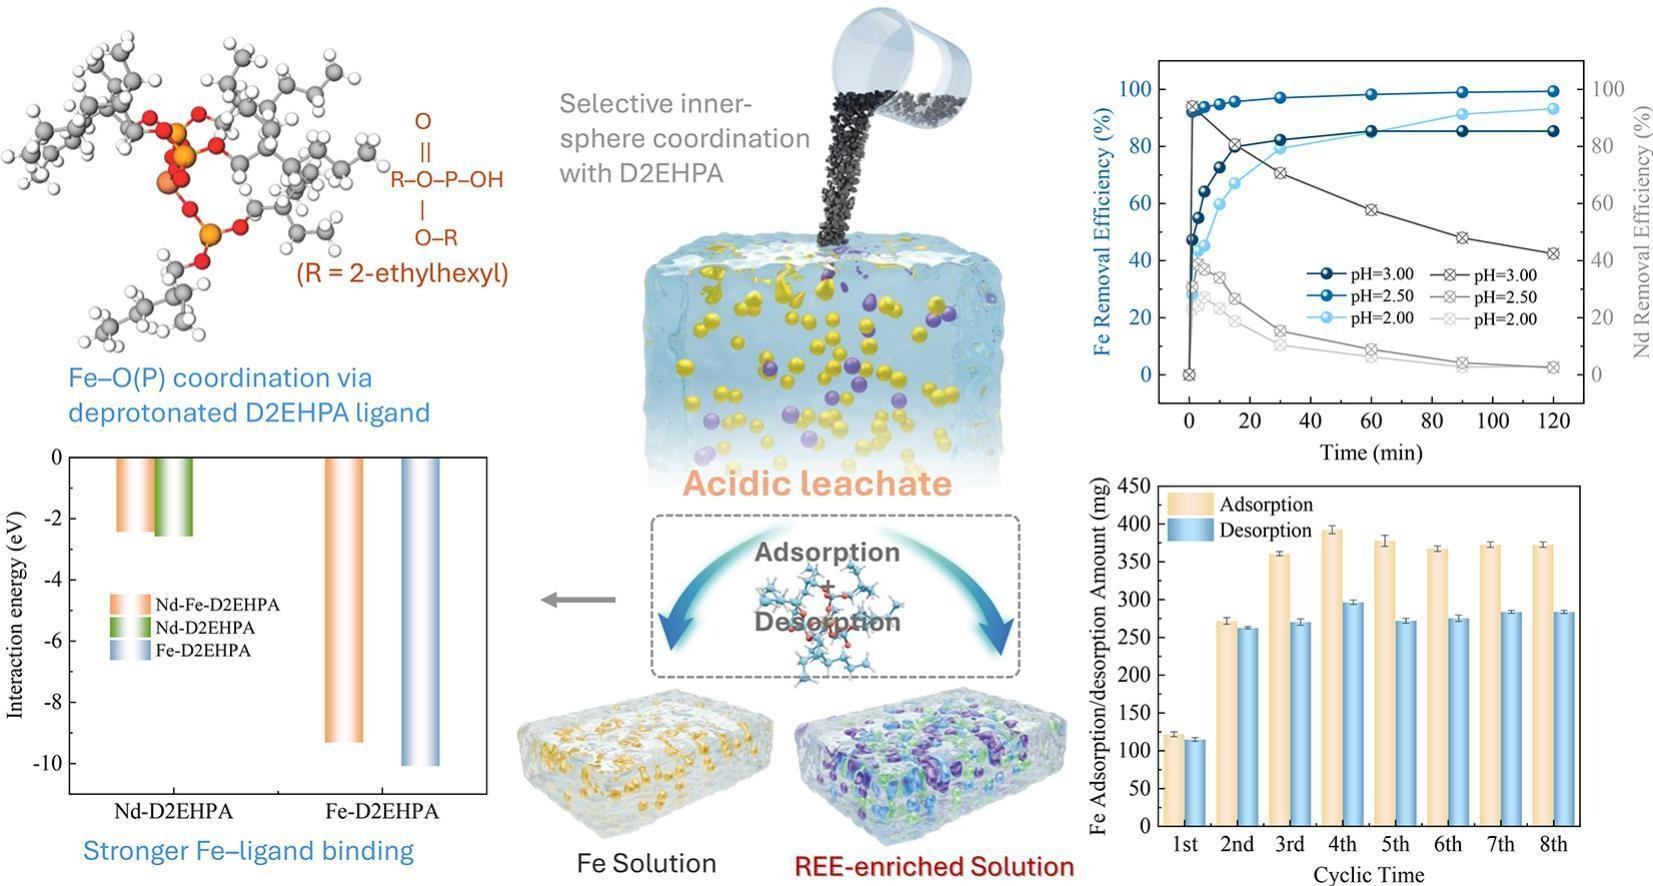 O
||
R–O–P–OH
|
O–R
(R = 2-ethylhexyl)
Fe–O(P) coordination via
deprotonated D2EHPA ligand
Interaction energy (eV)
0
-2
-4
-6
-8
-10
Nd-Fe-D2EHPA
Nd-D2EHPA
Fe-D2EHPA
Nd-D2EHPA
Fe-D2EHPA
Stronger Fe–ligand binding
Selective inner-
sphere coordination
with D2EHPA
Acidic leachate
Adsorption
+
Desorption
Fe Solution
REE-enriched Solution
Fe Removal Efficiency (%)
100
80
60
40
20
0
Nd Removal Efficiency (%)
100
80
60
40
20
0
pH=3.00
pH=2.50
pH=2.00
pH=3.00
pH=2.50
pH=2.00
0 20 40 60 80 100 120
Time (min)
Fe Adsorption/desorption Amount (mg)
450
400
350
300
250
200
150
100
50
0
Adsorption
Desorption
1st 2nd 3rd 4th 5th 6th 7th 8th
Cyclic Time